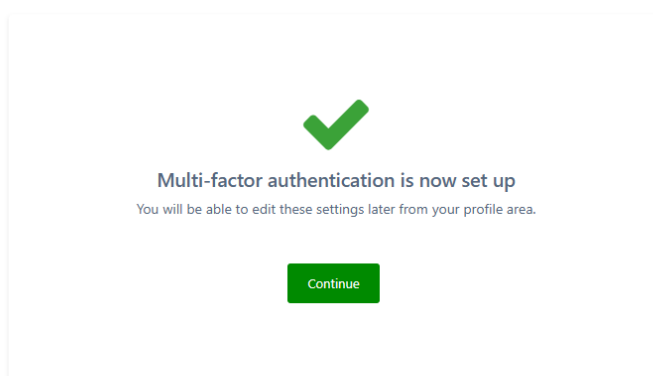 Multi-factor authentication is now set up
You will be able to edit these settings later from your profile area.
Continue